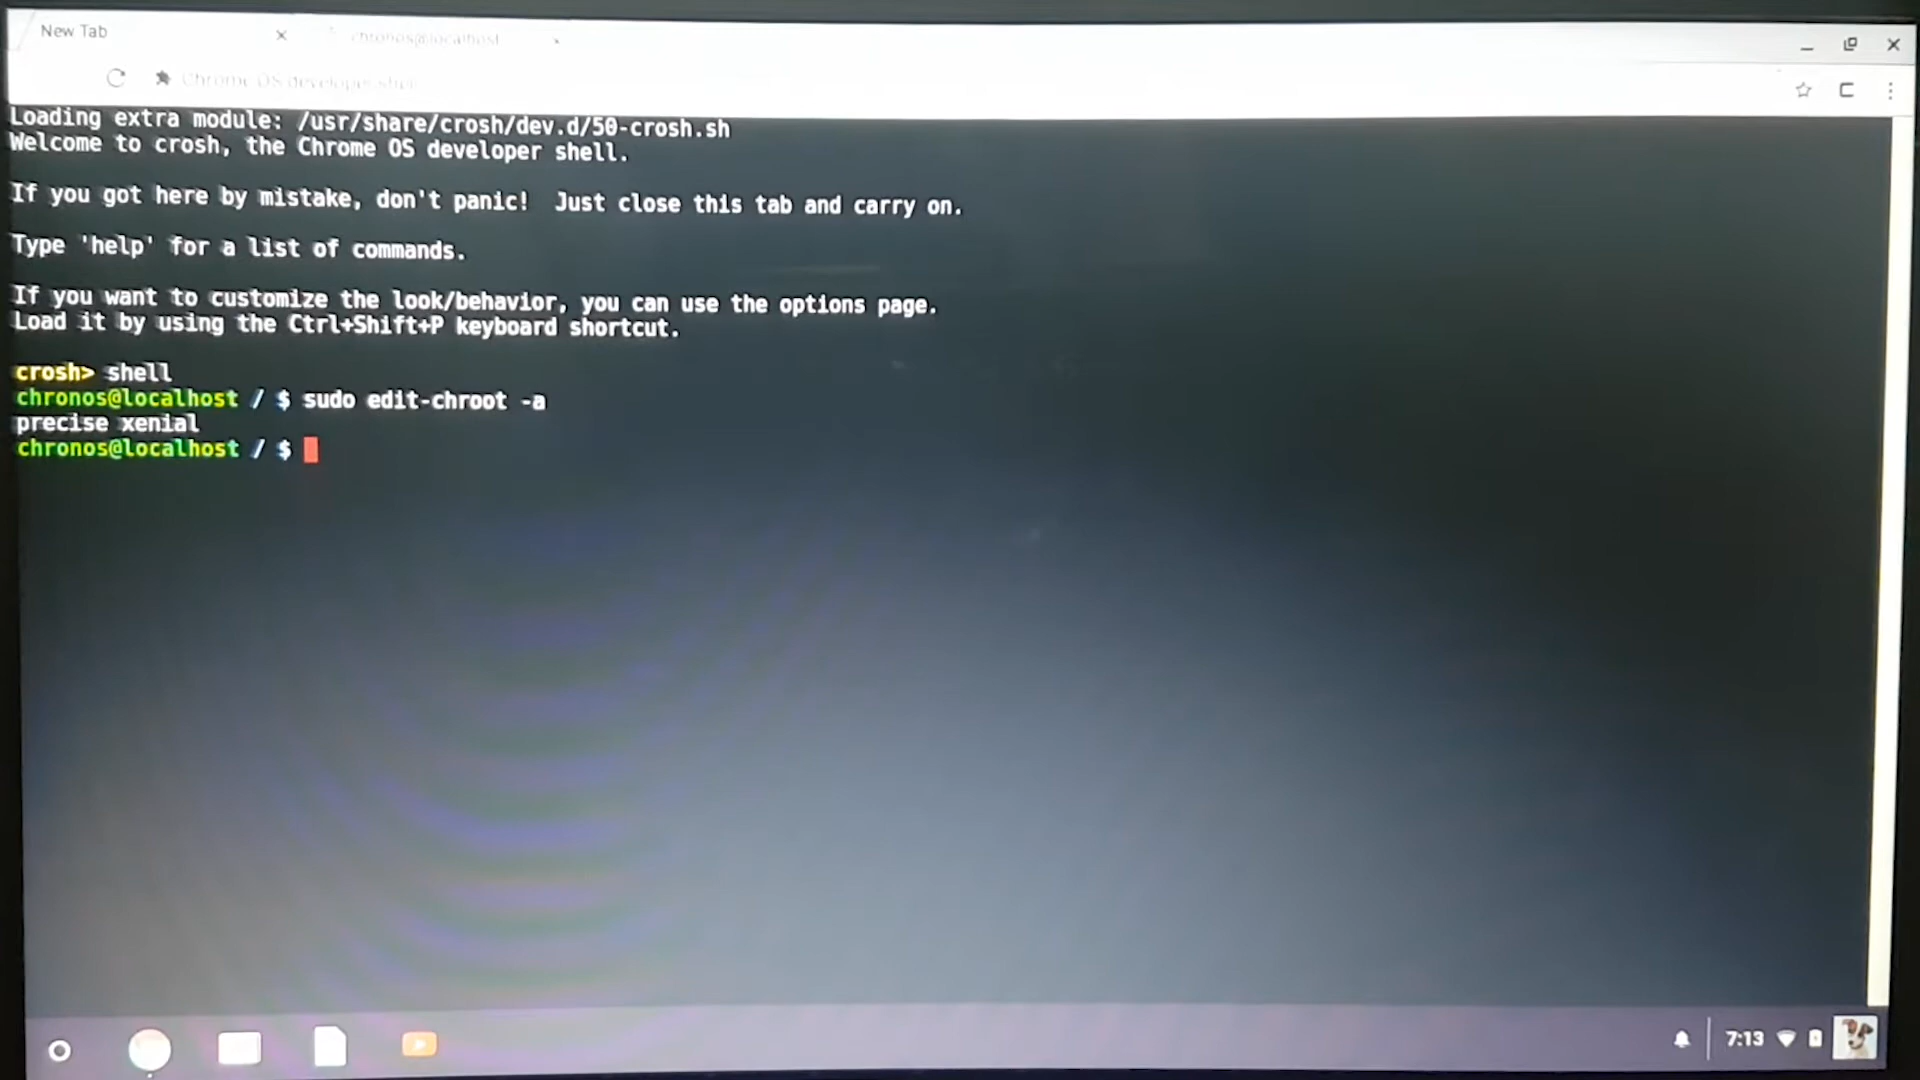 New Tab
chronos@localhost
Chrome OS developer shell
Loading extra module: /usr/share/crosh/dev.d/50-crosh.sh
Welcome to crosh, the Chrome OS developer shell.
If you got here by mistake, don't panic!  Just close this tab and carry on.
Type 'help' for a list of commands.
If you want to customize the look/behavior, you can use the options page.
Load it by using the Ctrl+Shift+P keyboard shortcut.
crosh> shell
chronos@localhost / $ sudo edit-chroot -a
precise xenial
chronos@localhost / $
7:13